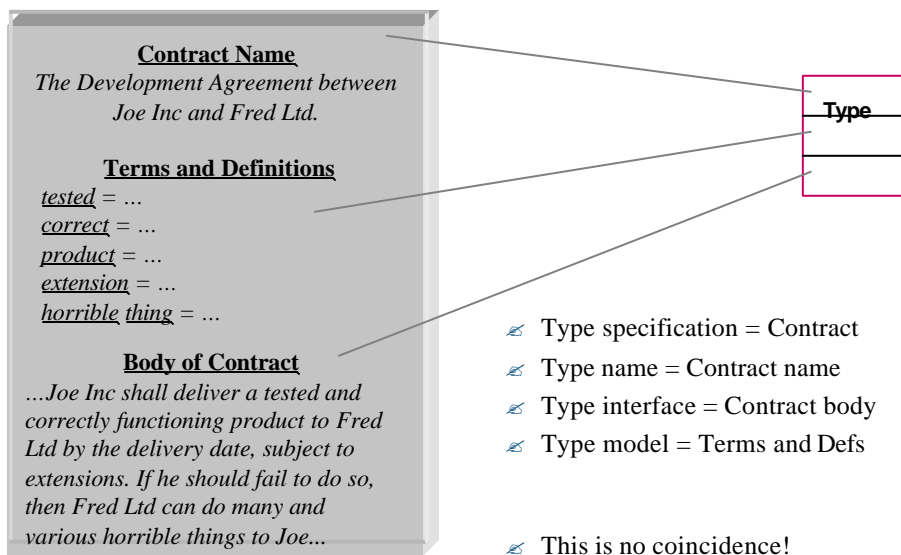 Contract Name
The Development Agreement between
Joe Inc and Fred Ltd.
Terms and Definitions
tested = …
correct = …
product = …
extension = …
horrible thing = …
Body of Contract
...Joe Inc shall deliver a tested and
correctly functioning product to Fred
Ltd by the delivery date, subject to
extensions. If he should fail to do so,
then Fred Ltd can do many and
various horrible things to Joe...
Type
Type specification = Contract
Type name = Contract name
Type interface = Contract body
Type model = Terms and Defs
This is no coincidence!